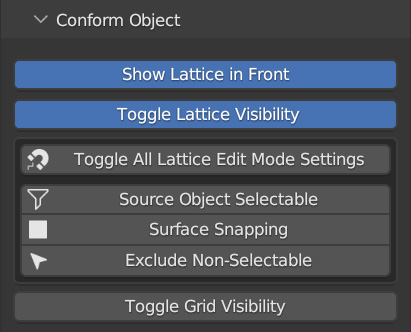 Conform Object
Show Lattice in Front
Toggle Lattice Visibility
Toggle All Lattice Edit Mode Settings
Source Object Selectable
Surface Snapping
Exclude Non-Selectable
Toggle Grid Visibility